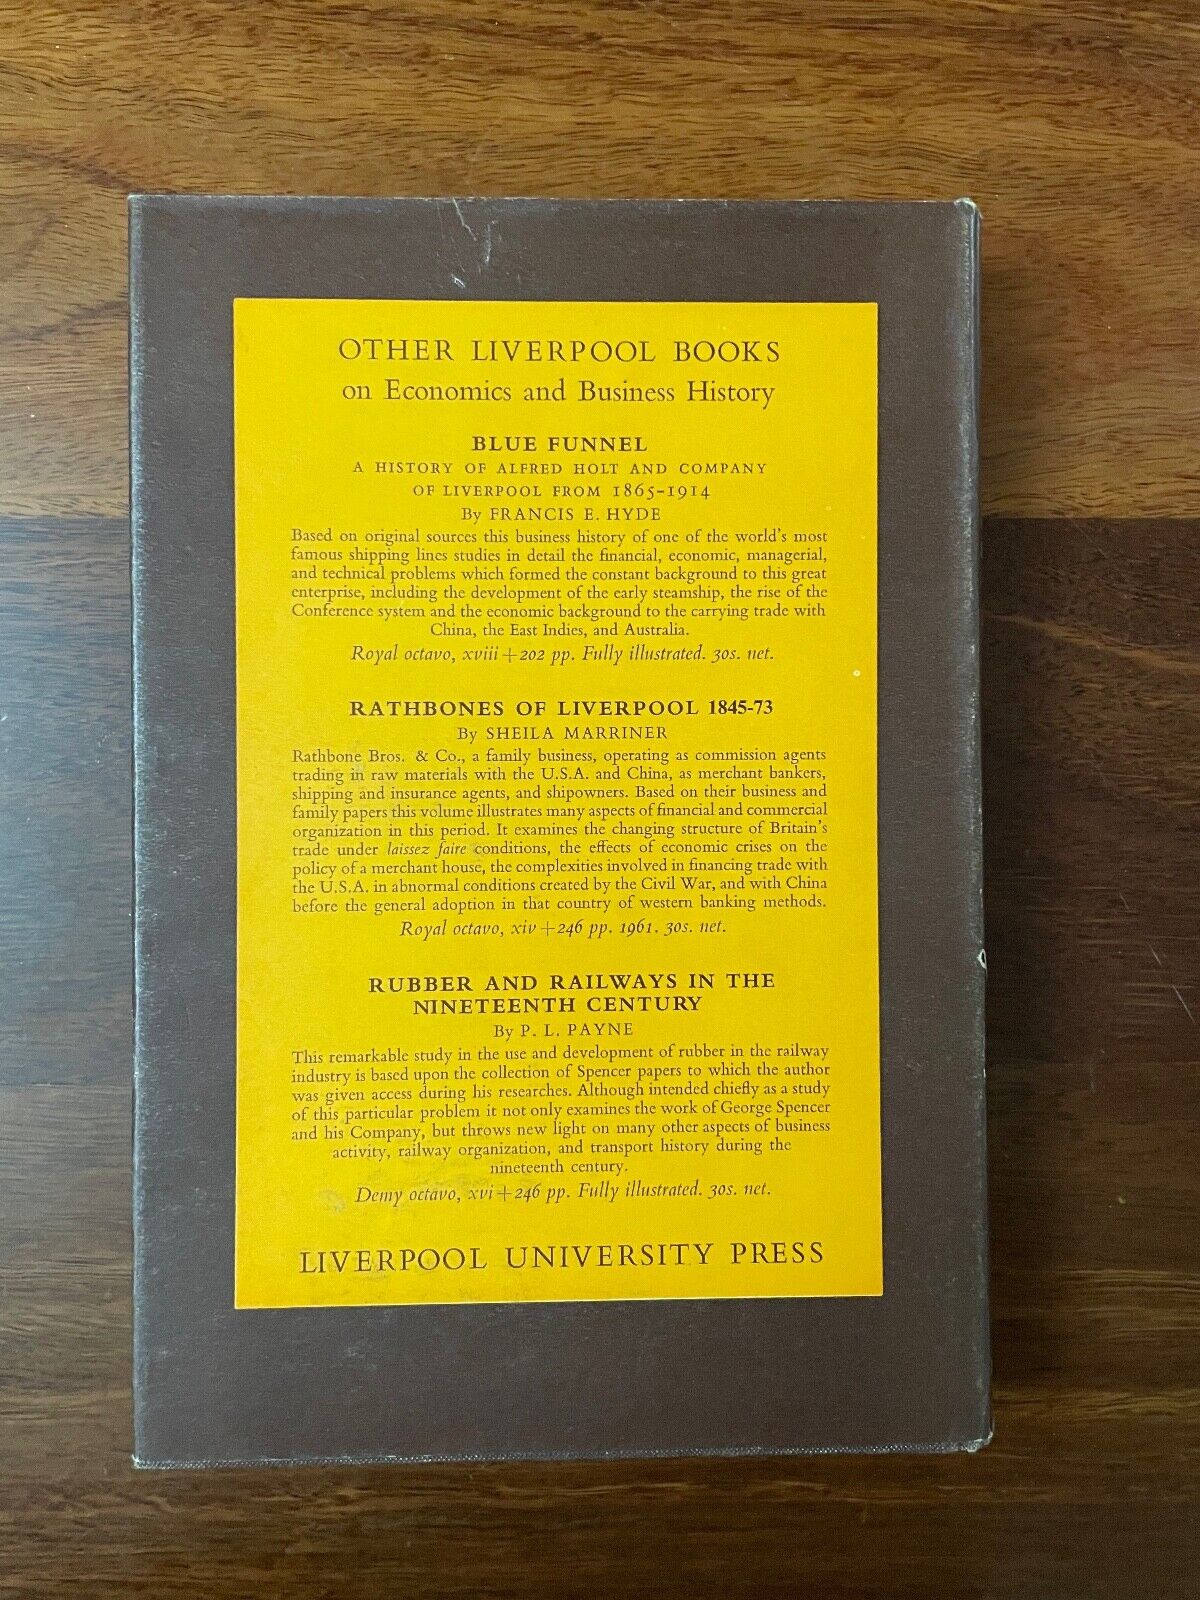 OTHER LIVERPOOL BOOKS
on Economics and Business History
BLUE FUNNEL
A HISTORY OF ALFRED HOLT AND COMPANY
OF LIVERPOOL FROM 1865-1914
By FRANCIS E. HYDE
Based on original sources this business history of one of the world's most
famous shipping lines studies in detail the financial, economic, managerial,
and technical problems which formed the constant background to this great
enterprise, including the development of the early steamship, the rise of the
Conference system and the economic background to the carrying trade with
China, the East Indies, and Australia.
Royal octavo, xviii+202 pp. Fully illustrated. 30s. net.
RATHBONES OF LIVERPOOL 1845-73
By SHEILA MARRINER
Rathbone Bros. & Co., a family business, operating as commission agents
trading in raw materials with the U.S.A. and China, as merchant bankers,
shipping and insurance agents, and shipowners. Based on their business and
family papers this volume illustrates many aspects of financial and commercial
organization in this period. It examines the changing structure of Britain's
trade under laissez faire conditions, the effects of economic crises on the
policy of a merchant house, the complexities involved in financing trade with
the U.S.A. in abnormal conditions created by the Civil War, and with China
before the general adoption in that country of western banking methods.
Royal octavo, xiv+246 pp. 1961. 30s. net.
RUBBER AND RAILWAYS IN THE
NINETEENTH CENTURY
By P. L. PAYNE
This remarkable study in the use and development of rubber in the railway
industry is based upon the collection of Spencer papers to which the author
was given access during his researches. Although intended chiefly as a study
of this particular problem it not only examines the work of George Spencer
and his Company, but throws new light on many other aspects of business
activity, railway organization, and transport history during the
nineteenth century.
Demy octavo, xvi+246 pp. Fully illustrated. 30s. net.
LIVERPOOL UNIVERSITY PRESS